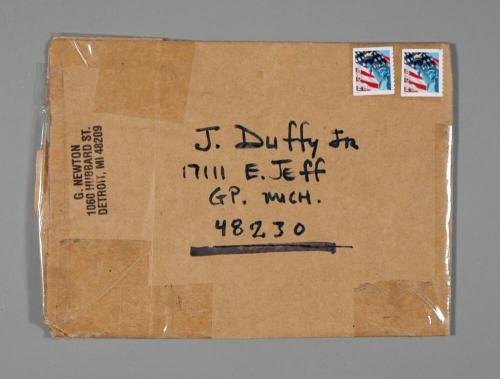 G. NEWTON
1060 HUBBARD ST.
DETROIT, MI 48209
J. Duffy Jr
17111 E. Jeff
GP. MICH.
48230